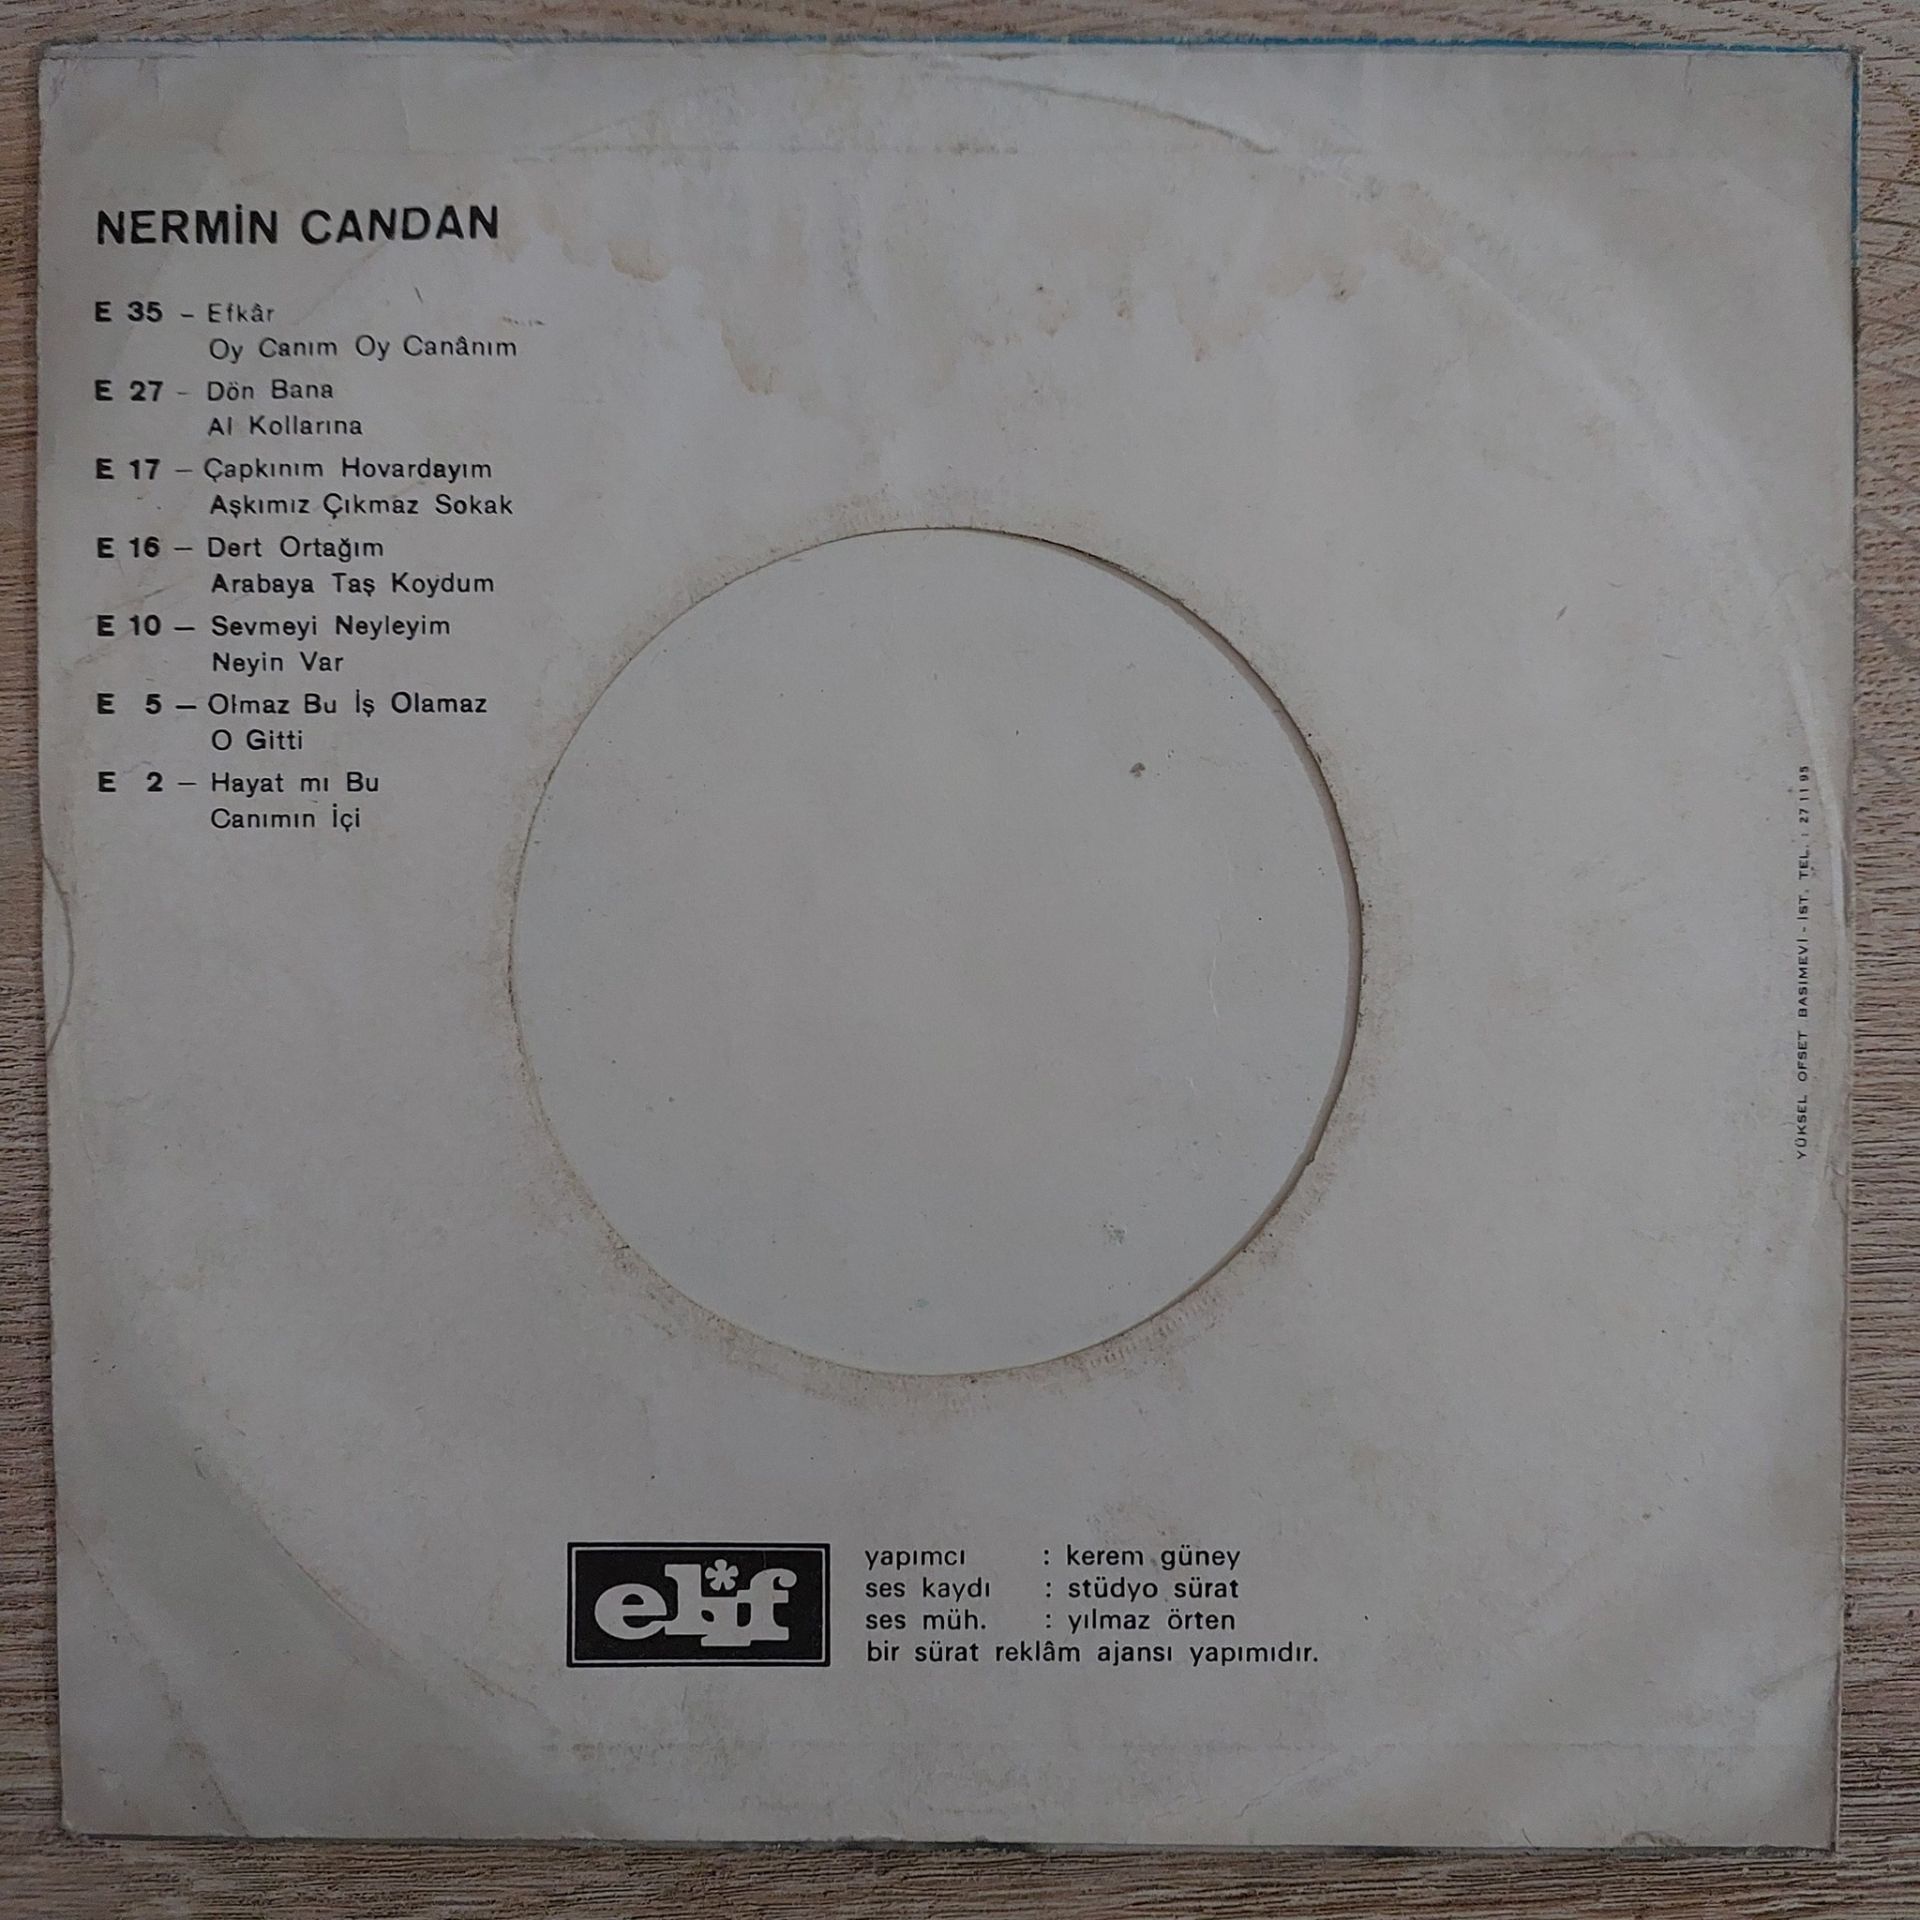 NERMİN CANDAN
E 35 – Efkâr
Oy Canım Oy Canânım
E 27 – Dön Bana
Al Kollarına
E 17 – Çapkınım Hovardayım
Aşkımız Çıkmaz Sokak
E 16 – Dert Ortağım
Arabaya Taş Koydum
E 10 – Sevmeyi Neyleyim
Neyin Var
E 5 – Olmaz Bu İş Olamaz
O Gitti
E 2 – Hayat mı Bu
Canımın İçi
YÜKSEL OFSET BASIMEVİ - İST. TEL. : 27 11 95
elif
yapımcı : kerem güney
ses kaydı : stüdyo sürat
ses müh. : yılmaz örten
bir sürat reklâm ajansı yapımıdır.